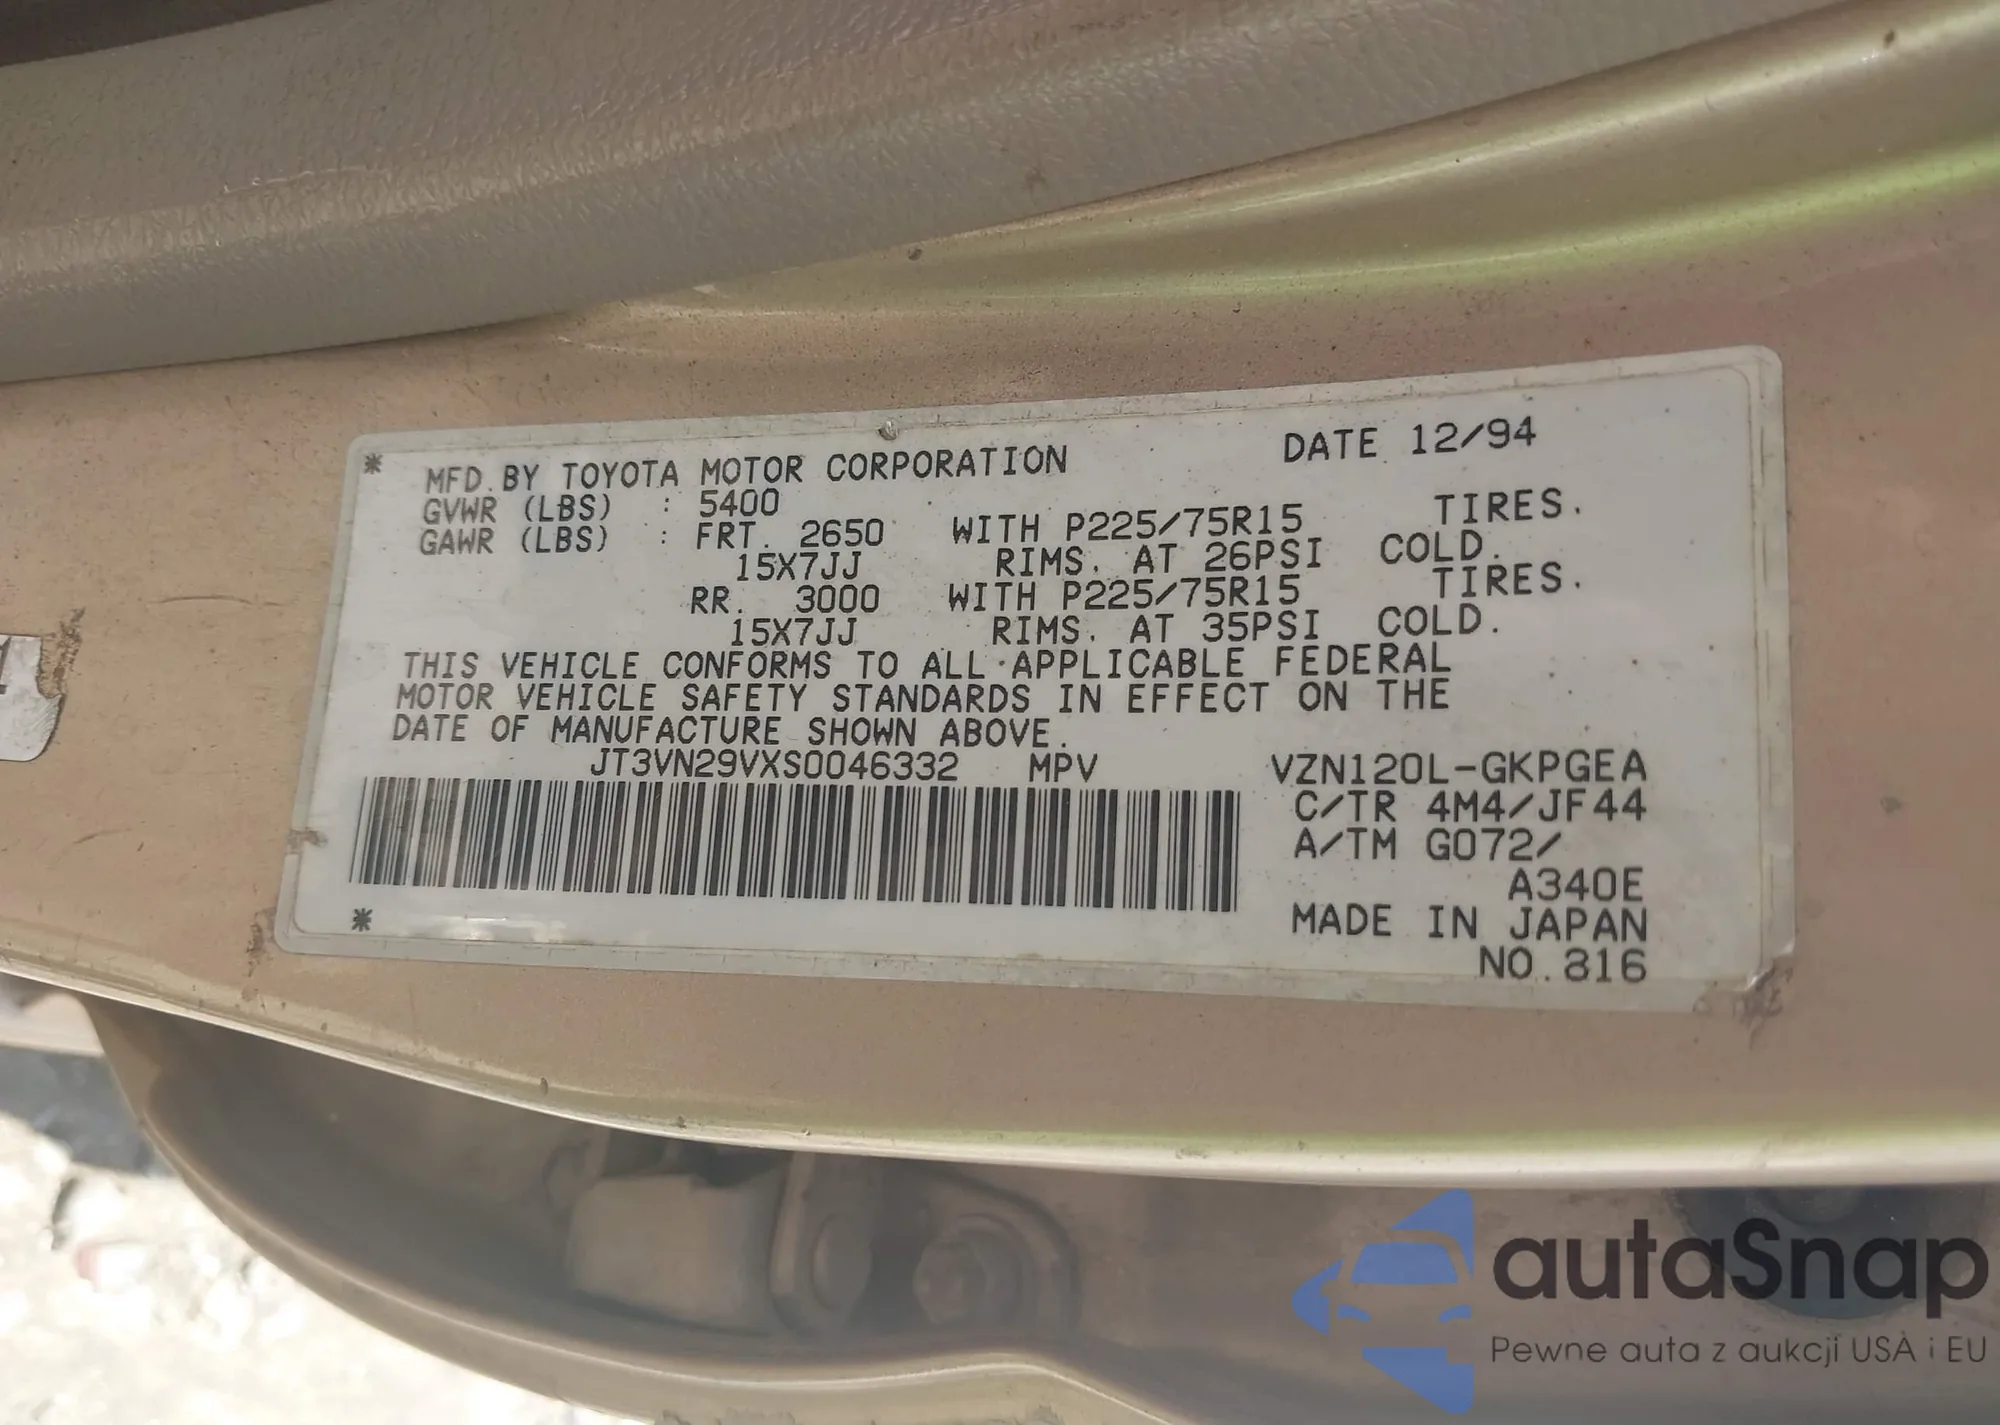 * MFD. BY TOYOTA MOTOR CORPORATION DATE 12/94
GVWR (LBS) : 5400
GAWR (LBS) : FRT. 2650 WITH P225/75R15 TIRES.
15X7JJ RIMS. AT 26PSI COLD.
RR. 3000 WITH P225/75R15 TIRES.
15X7JJ RIMS. AT 35PSI COLD.
THIS VEHICLE CONFORMS TO ALL APPLICABLE FEDERAL
MOTOR VEHICLE SAFETY STANDARDS IN EFFECT ON THE
DATE OF MANUFACTURE SHOWN ABOVE.
JT3VN29VXS0046332 MPV VZN120L-GKPGEA
C/TR 4M4/JF44
A/TM G072/
A340E
* MADE IN JAPAN
NO.816
autaSnap
Pewne auta z aukcji USA i EU